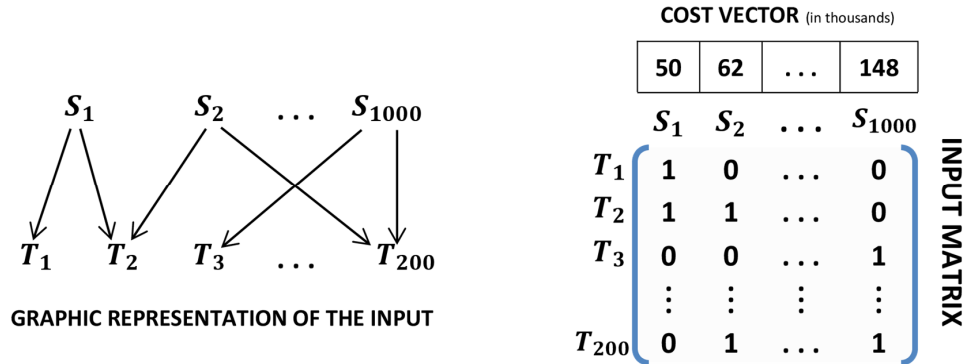 S₁ S₂ ... S₁₀₀₀
T₁ T₂ T₃ ... T₂₀₀
GRAPHIC REPRESENTATION OF THE INPUT
COST VECTOR (in thousands)
50 62 ... 148
S₁ S₂ ... S₁₀₀₀
T₁ 1 0 ... 0
T₂ 1 1 ... 0
T₃ 0 0 ... 1
⋮ ⋮ ⋮ ⋮
T₂₀₀ 0 1 ... 1
INPUT MATRIX